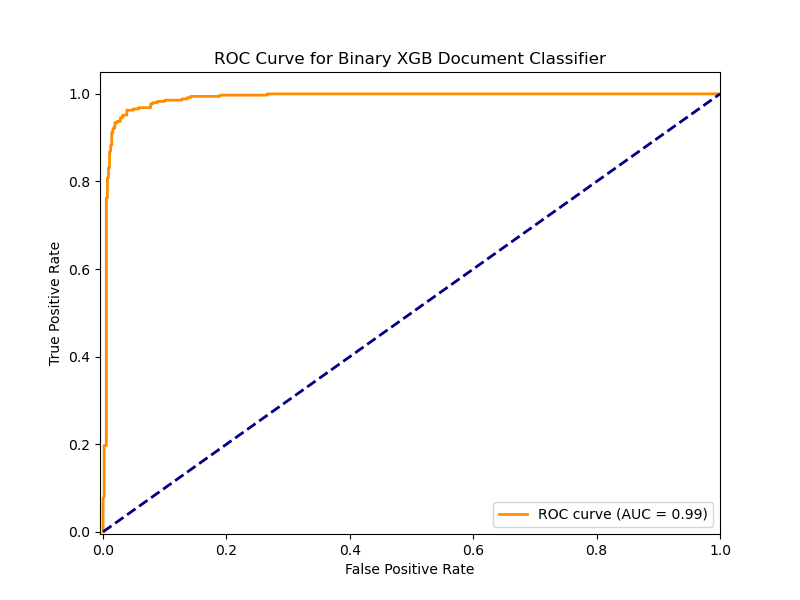 ROC Curve for Binary XGB Document Classifier
True Positive Rate
1.0
0.8
0.6
0.4
0.2
0.0
ROC curve (AUC = 0.99)
0.0 0.2 0.4 0.6 0.8 1.0
False Positive Rate